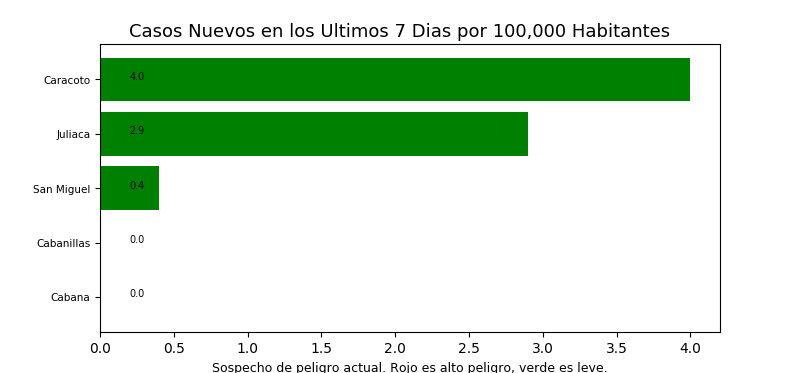 Casos Nuevos en los Ultimos 7 Dias por 100,000 Habitantes
Caracoto 4.0
Juliaca 2.9
San Miguel 0.4
Cabanillas 0.0
Cabana 0.0
0.0 0.5 1.0 1.5 2.0 2.5 3.0 3.5 4.0
Sospecho de peligro actual. Rojo es alto peligro, verde es leve.